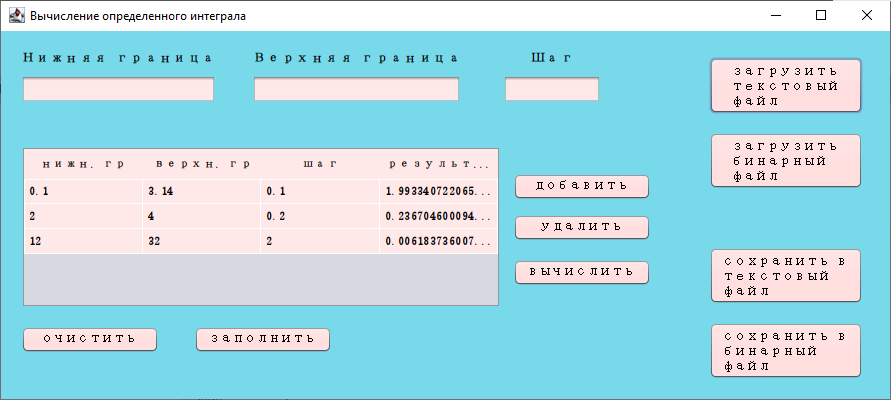 Вычисление определенного интеграла
Нижняя граница
Верхняя граница
Шаг
загрузить
текстовый
файл
загрузить
бинарный
файл
нижн. гр верхн. гр шаг результ...
0.1 3.14 0.1 1.993340722065...
2 4 0.2 0.236704600094...
12 32 2 0.006183736007...
добавить
удалить
вычислить
сохранить в
текстовый
файл
сохранить в
бинарный
файл
очистить
заполнить